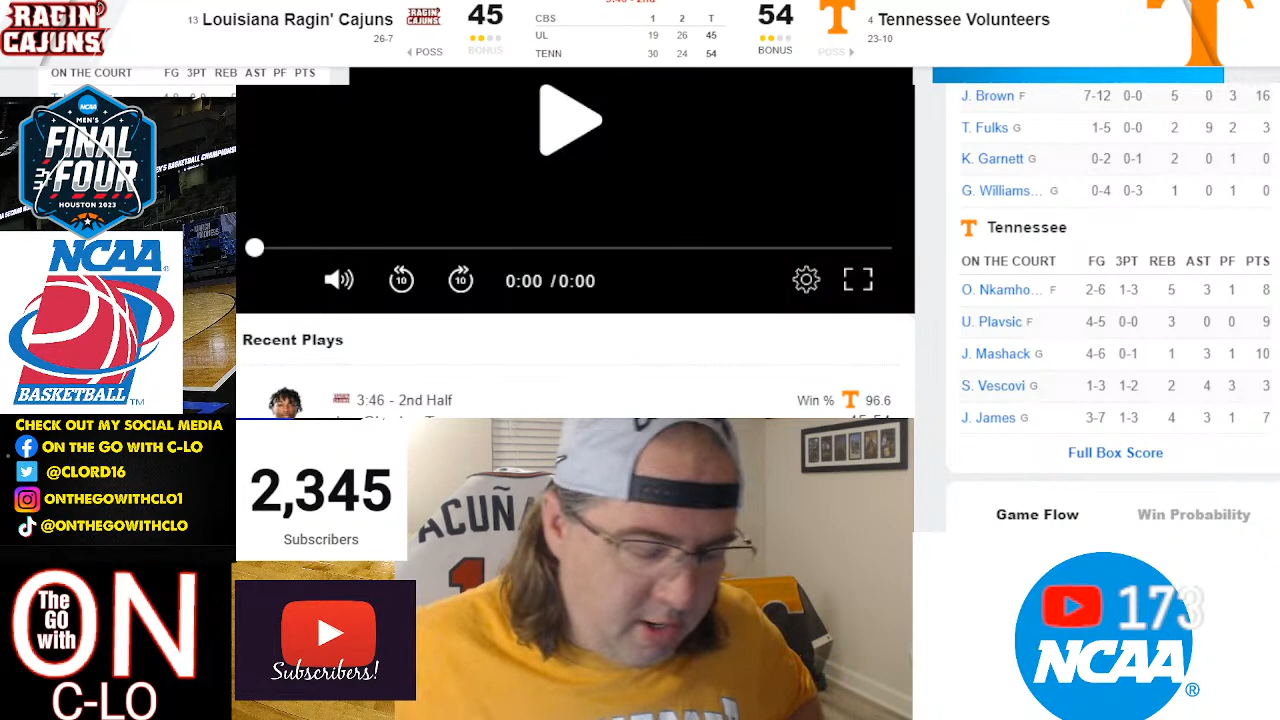 RAGIN' CAJUNS
13 Louisiana Ragin' Cajuns
26-7
RAGIN' CAJUNS
POSS
45
BONUS
CBS 1 2 T
UL 19 26 45
TENN 30 24 54
54
BONUS
POSS
T
4 Tennessee Volunteers
23-10
ON THE COURT FG 3PT REB AST PF PTS
NCAA
MEN'S
FINAL
FOUR
HOUSTON 2023
NCAA
BASKETBALL™
CHECK OUT MY SOCIAL MEDIA
ON THE GO WITH C-LO
@CLORD16
ONTHEGOWITHCLO1
@ONTHEGOWITHCLO
The GO with ON
C-LO
10
10
0:00 / 0:00
Recent Plays
3:46 - 2nd Half
Win % T 96.6
2,345
Subscribers
Subscribers!
ACUÑ
1
J. Brown F 7-12 0-0 5 0 3 16
T. Fulks G 1-5 0-0 2 9 2 3
K. Garnett G 0-2 0-1 2 0 1 0
G. Williams... G 0-4 0-3 1 0 1 0
T Tennessee
ON THE COURT FG 3PT REB AST PF PTS
O. Nkamho... F 2-6 1-3 5 3 1 8
U. Plavsic F 4-5 0-0 3 0 0 9
J. Mashack G 4-6 0-1 1 3 1 10
S. Vescovi G 1-3 1-2 2 4 3 3
J. James G 3-7 1-3 4 3 1 7
Full Box Score
Game Flow Win Probability
173
NCAA®